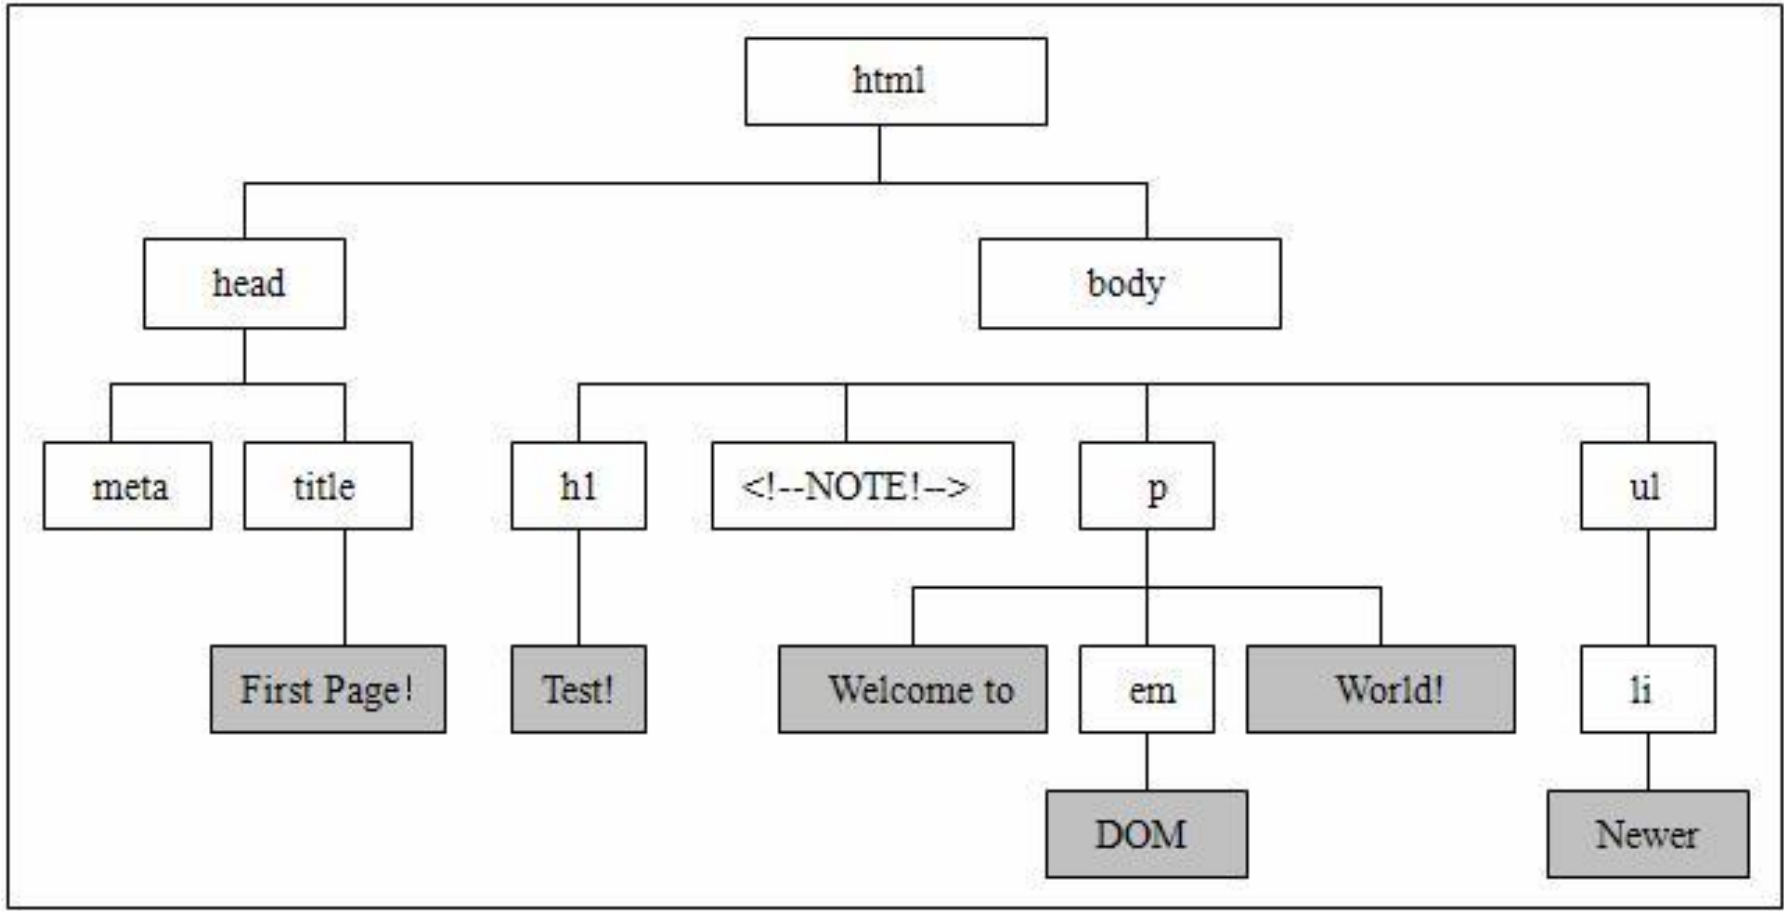 html
head
body
meta
title
h1
<!--NOTE!-->
p
ul
First Page!
Test!
Welcome to
em
World!
li
DOM
Newer